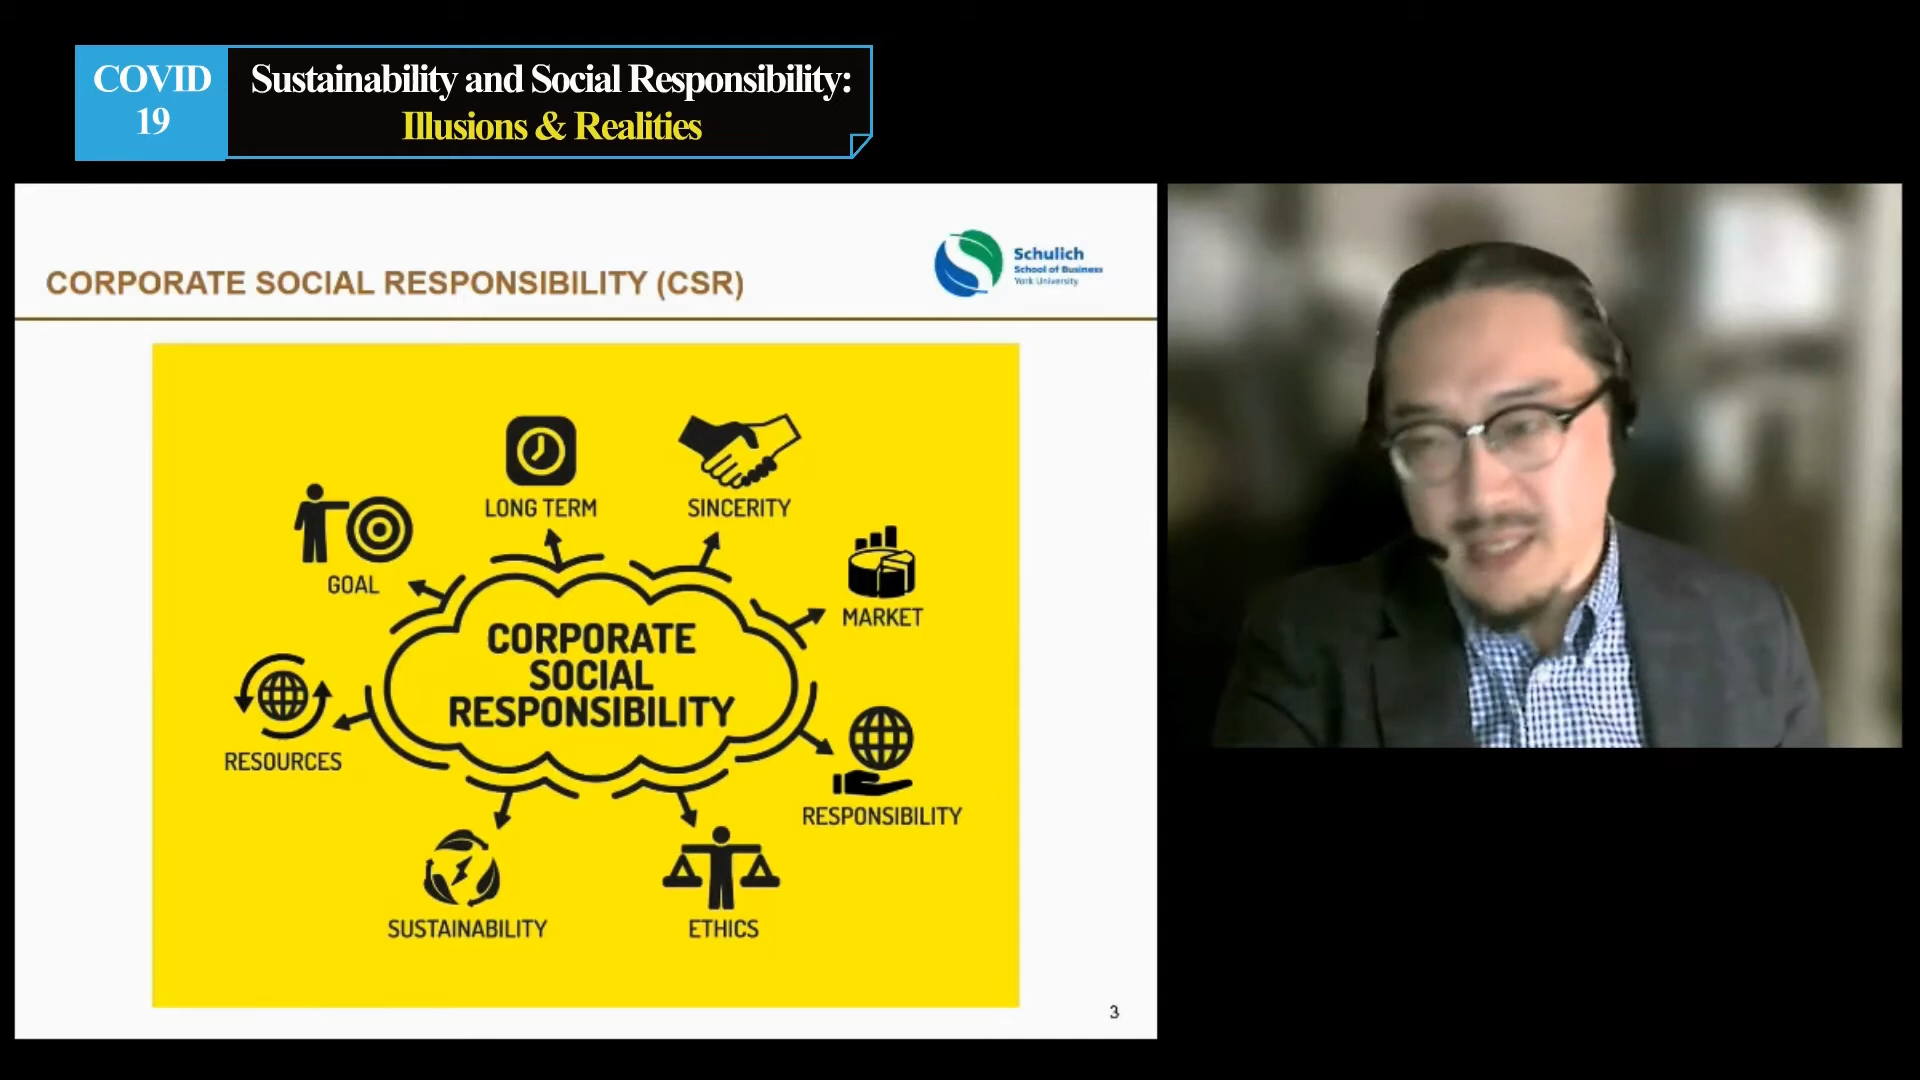 COVID
19
Sustainability and Social Responsibility:
Illusions & Realities
CORPORATE SOCIAL RESPONSIBILITY (CSR)
Schulich
School of Business
York University
LONG TERM
SINCERITY
GOAL
MARKET
CORPORATE
SOCIAL
RESPONSIBILITY
RESOURCES
RESPONSIBILITY
SUSTAINABILITY
ETHICS
3